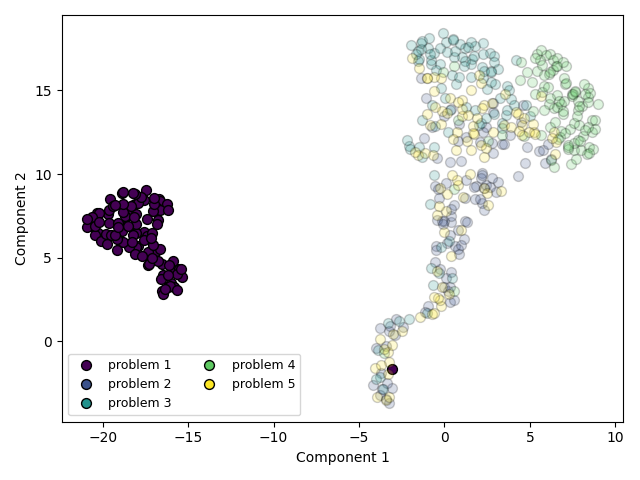 15
10
5
0
Component 2
problem 1
problem 2
problem 3
problem 4
problem 5
−20
−15
−10
−5
0
5
10
Component 1